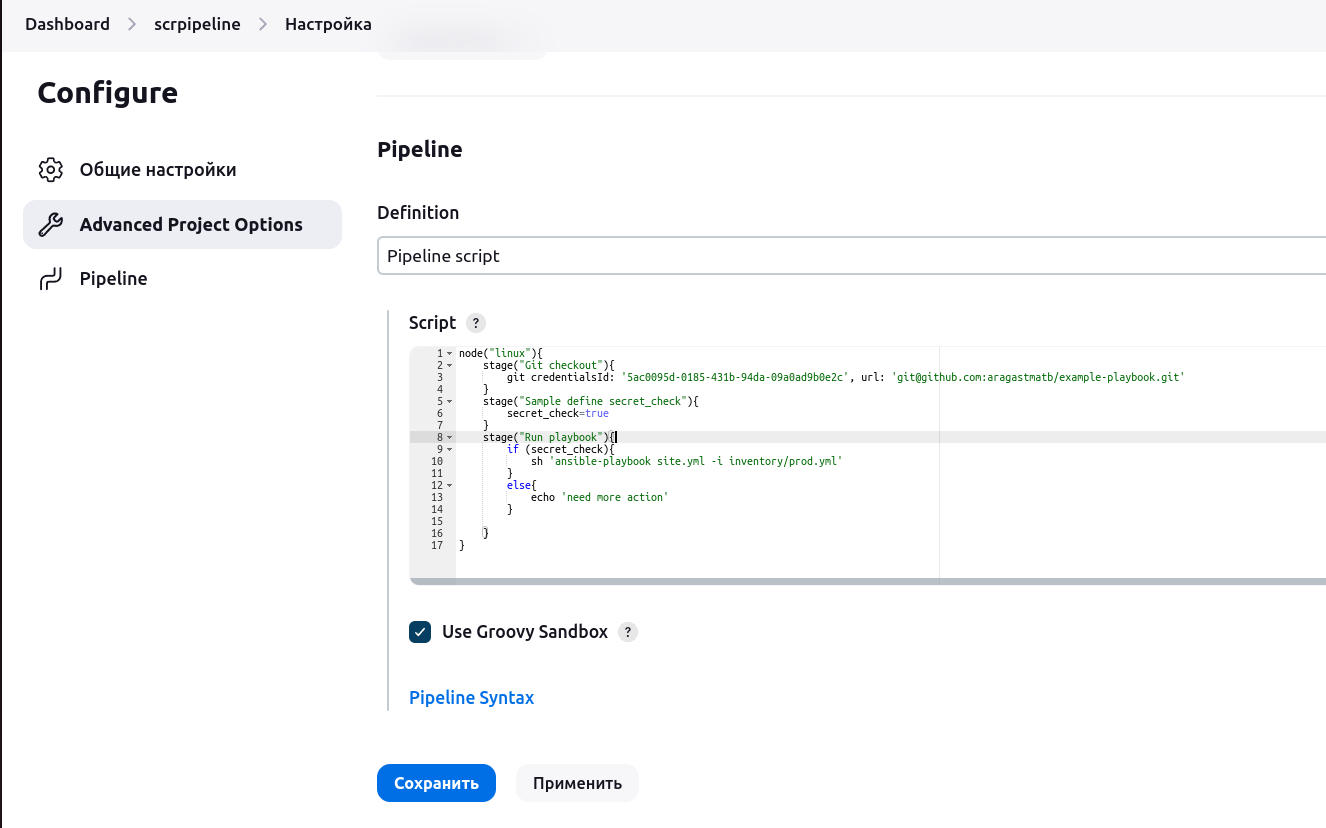 Dashboard > scrpipeline > Настройка
Configure
Общие настройки
Advanced Project Options
Pipeline
Pipeline
Definition
Pipeline script
Script ?
1 node("linux"){
2     stage("Git checkout"){
3         git credentialsId: '5ac0095d-0185-431b-94da-09a0ad9b0e2c', url: 'git@github.com:aragastmatb/example-playbook.git'
4     }
5     stage("Sample define secret_check"){
6         secret_check=true
7     }
8     stage("Run playbook"){
9         if (secret_check){
10             sh 'ansible-playbook site.yml -i inventory/prod.yml'
11         }
12         else{
13             echo 'need more action'
14         }
15
16     }
17 }
Use Groovy Sandbox ?
Pipeline Syntax
Сохранить Применить